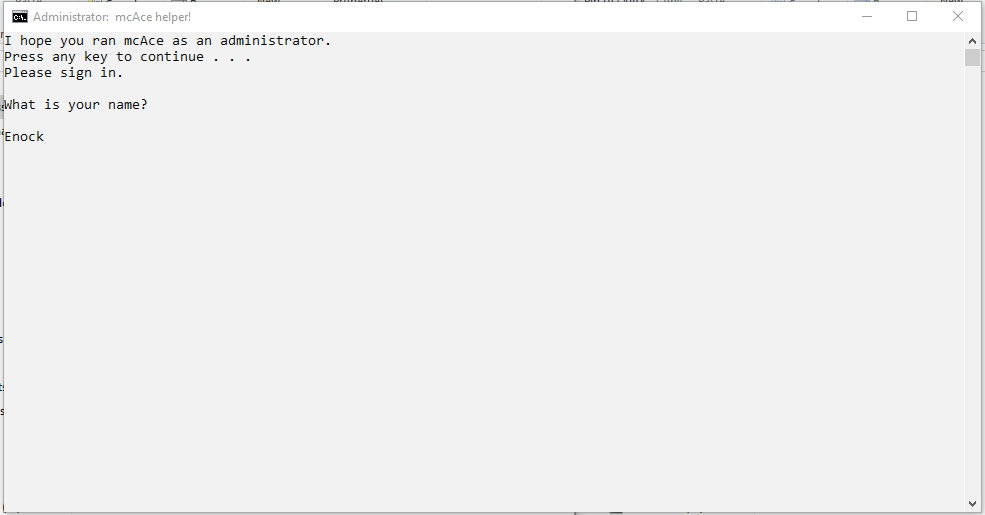 Administrator:  mcAce helper!
I hope you ran mcAce as an administrator.
Press any key to continue . . .
Please sign in.
What is your name?
Enock